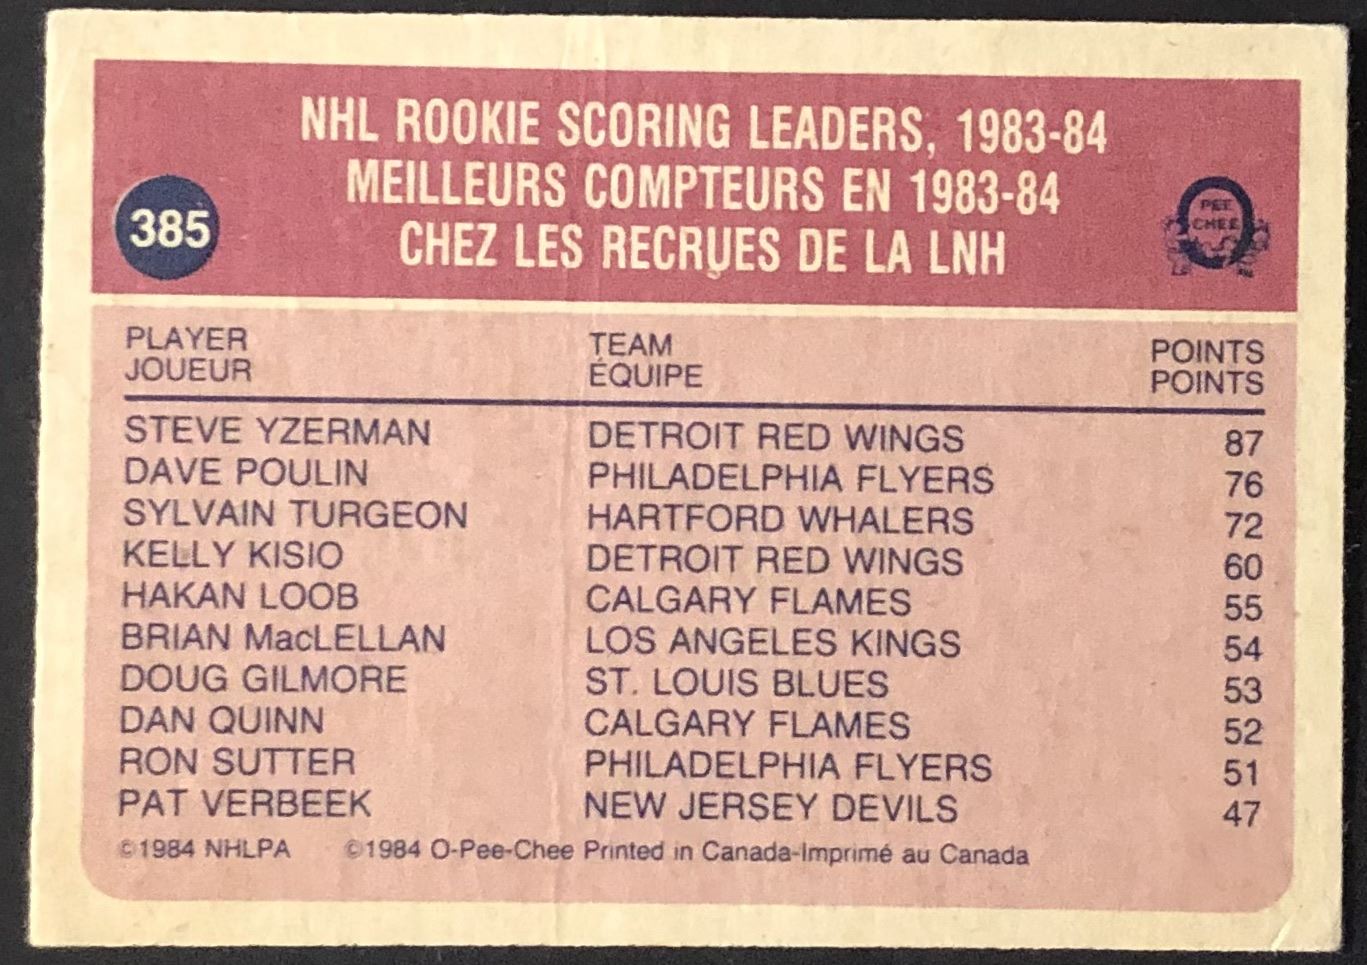 NHL ROOKIE SCORING LEADERS, 1983-84
MEILLEURS COMPTEURS EN 1983-84
CHEZ LES RECRUES DE LA LNH
385
O
PEE
CHEE
PLAYER TEAM POINTS
JOUEUR ÉQUIPE POINTS
STEVE YZERMAN DETROIT RED WINGS 87
DAVE POULIN PHILADELPHIA FLYERS 76
SYLVAIN TURGEON HARTFORD WHALERS 72
KELLY KISIO DETROIT RED WINGS 60
HAKAN LOOB CALGARY FLAMES 55
BRIAN MacLELLAN LOS ANGELES KINGS 54
DOUG GILMORE ST. LOUIS BLUES 53
DAN QUINN CALGARY FLAMES 52
RON SUTTER PHILADELPHIA FLYERS 51
PAT VERBEEK NEW JERSEY DEVILS 47
©1984 NHLPA ©1984 O-Pee-Chee Printed in Canada-Imprimé au Canada